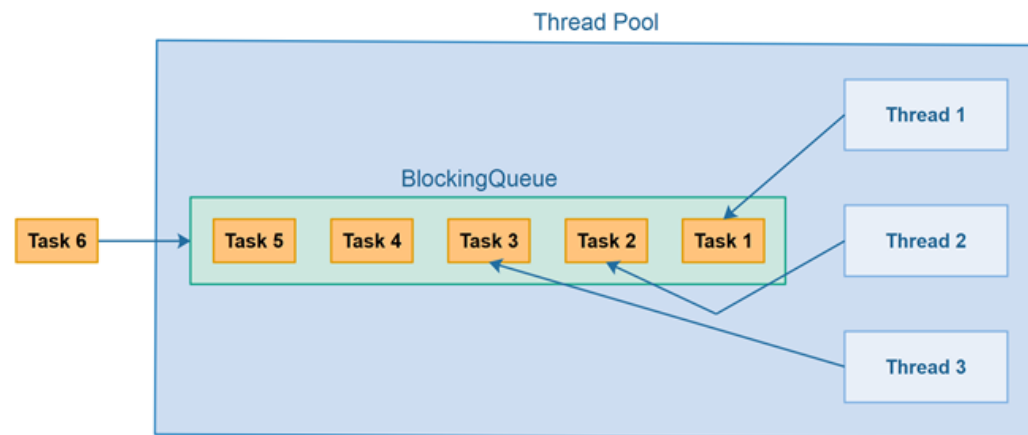 Thread Pool
Thread 1
BlockingQueue
Task 6
Task 5
Task 4
Task 3
Task 2
Task 1
Thread 2
Thread 3